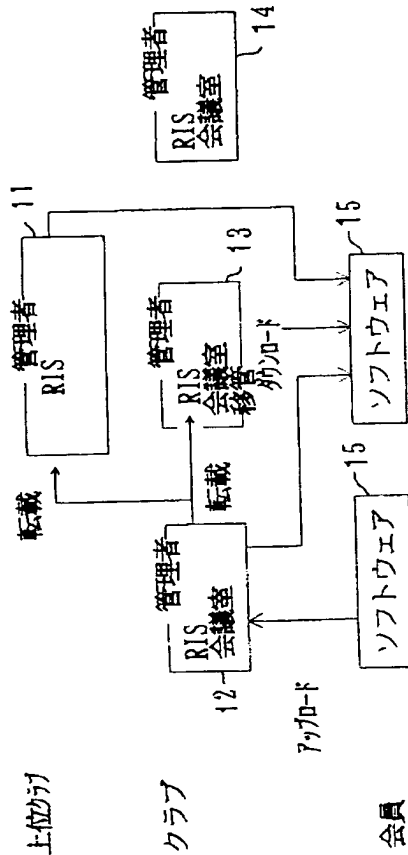 上位クラブ
転載
管理者
RIS
11
クラブ
管理者
RIS
会議室
12
転載
管理者
RIS
会議室
移管
13
管理者
RIS
会議室
14
ダウンロード
アップロード
会員
ソフトウェア
15
ソフトウェア
15